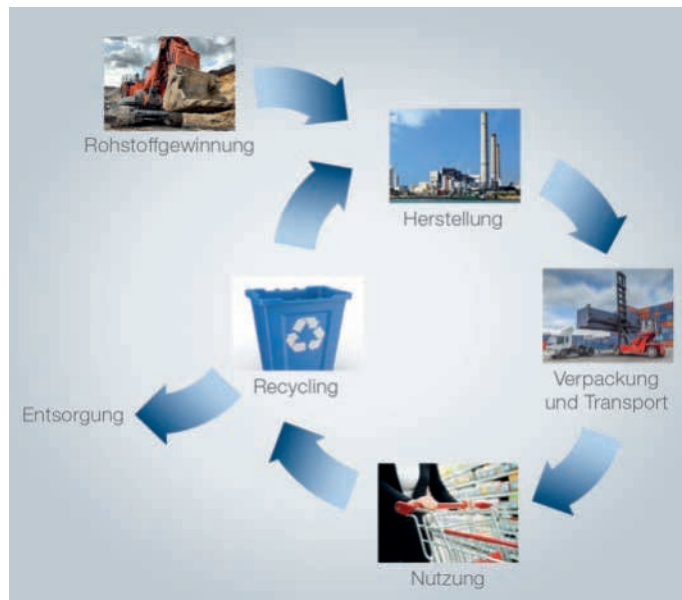 Rohstoffgewinnung
Herstellung
Verpackung
und Transport
Nutzung
Recycling
Entsorgung